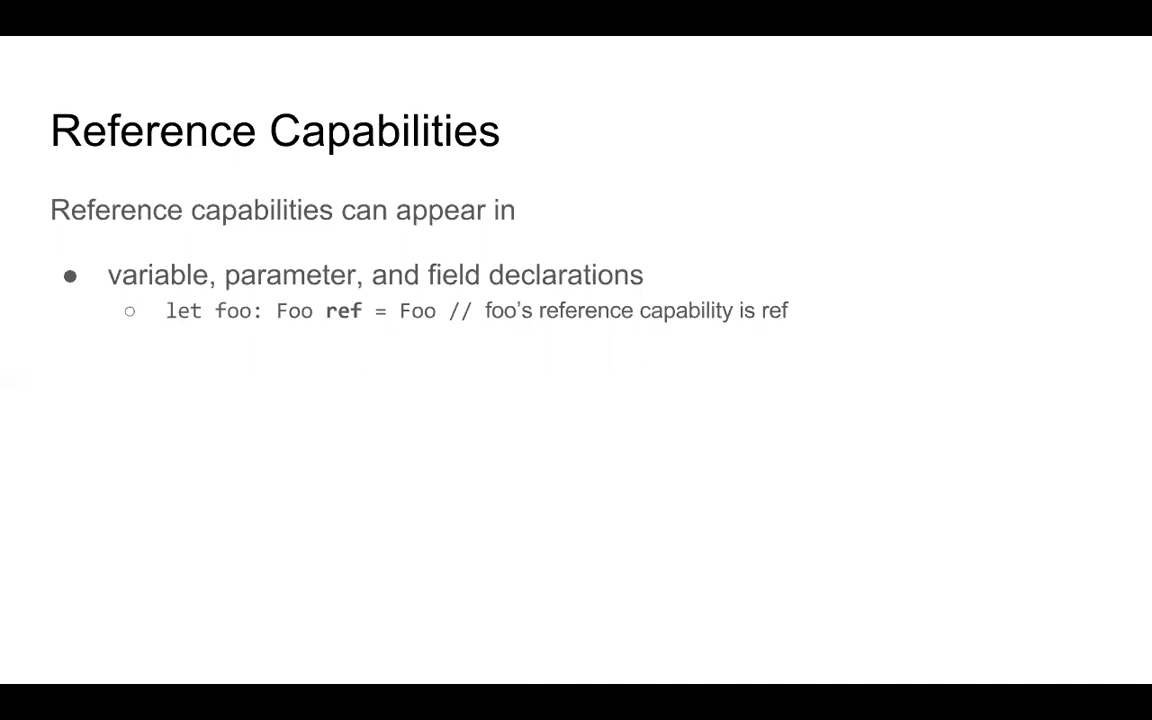 Reference Capabilities
Reference capabilities can appear in
● variable, parameter, and field declarations
○ let foo: Foo ref = Foo // foo’s reference capability is ref